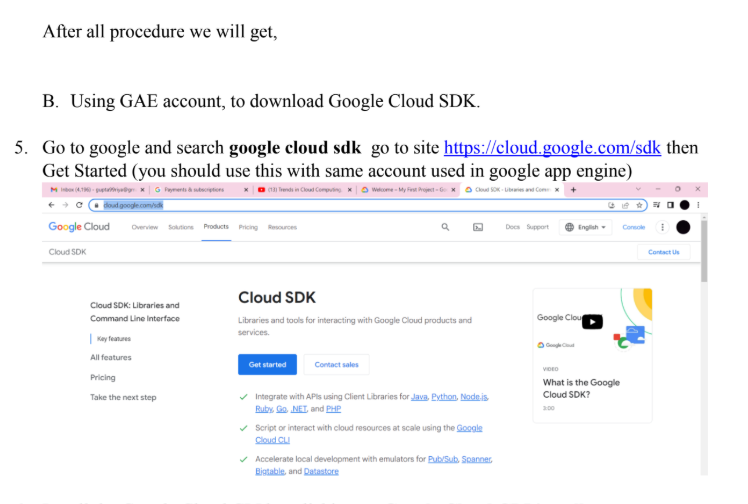 After all procedure we will get,
B. Using GAE account, to download Google Cloud SDK.
5. Go to google and search google cloud sdk go to site https://cloud.google.com/sdk then
Get Started (you should use this with same account used in google app engine)
Payments & subscriptions
(13) Trends in Cloud Computing,
Welcome – My First Project –
Cloud SDK - Libraries and
cloud.google.com/sdk
Google Cloud Overview Solutions Products Pricing Resources Docs Support English Console
Cloud SDK Contact Us
Cloud SDK: Libraries and
Command Line Interface
Key features
All features
Pricing
Take the next step
Cloud SDK
Libraries and tools for interacting with Google Cloud products and
services.
Get started Contact sales
Integrate with APIs using Client Libraries for Java, Python, Node.js,
Ruby, Go, .NET, and PHP
Script or interact with cloud resources at scale using the Google
Cloud CLI
Accelerate local development with emulators for Pub/Sub, Spanner,
Bigtable, and Datastore
Google Clou
Google Cloud
VIDEO
What is the Google
Cloud SDK?
3:00